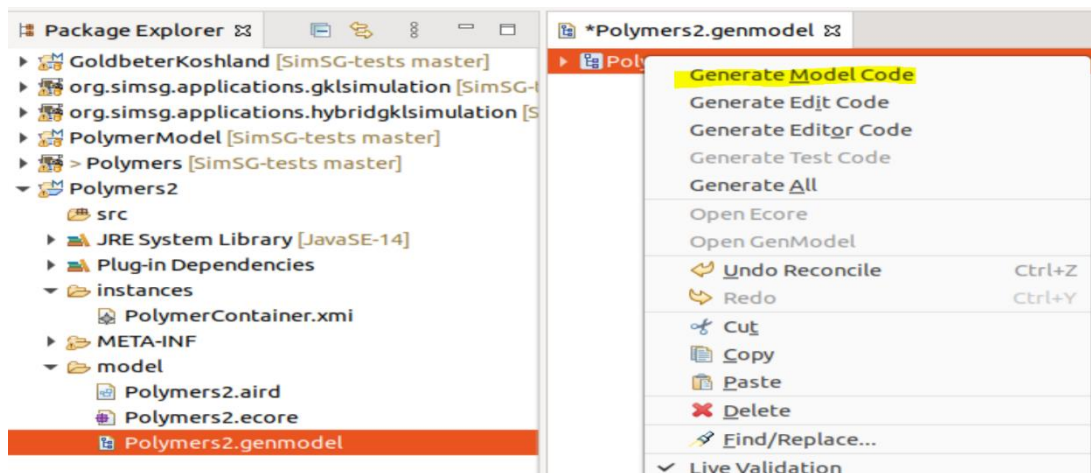 Package Explorer
GoldbeterKoshland [SimSG-tests master]
org.simsg.applications.gklsimulation [SimSG-t
org.simsg.applications.hybridgklsimulation [S
PolymerModel [SimSG-tests master]
> Polymers [SimSG-tests master]
Polymers2
src
JRE System Library [JavaSE-14]
Plug-in Dependencies
instances
PolymerContainer.xmi
META-INF
model
Polymers2.aird
Polymers2.ecore
Polymers2.genmodel
*Polymers2.genmodel
Poly
Generate Model Code
Generate Edit Code
Generate Editor Code
Generate Test Code
Generate All
Open Ecore
Open GenModel
Undo Reconcile Ctrl+Z
Redo Ctrl+Y
Cut
Copy
Paste
Delete
Find/Replace...
Live Validation